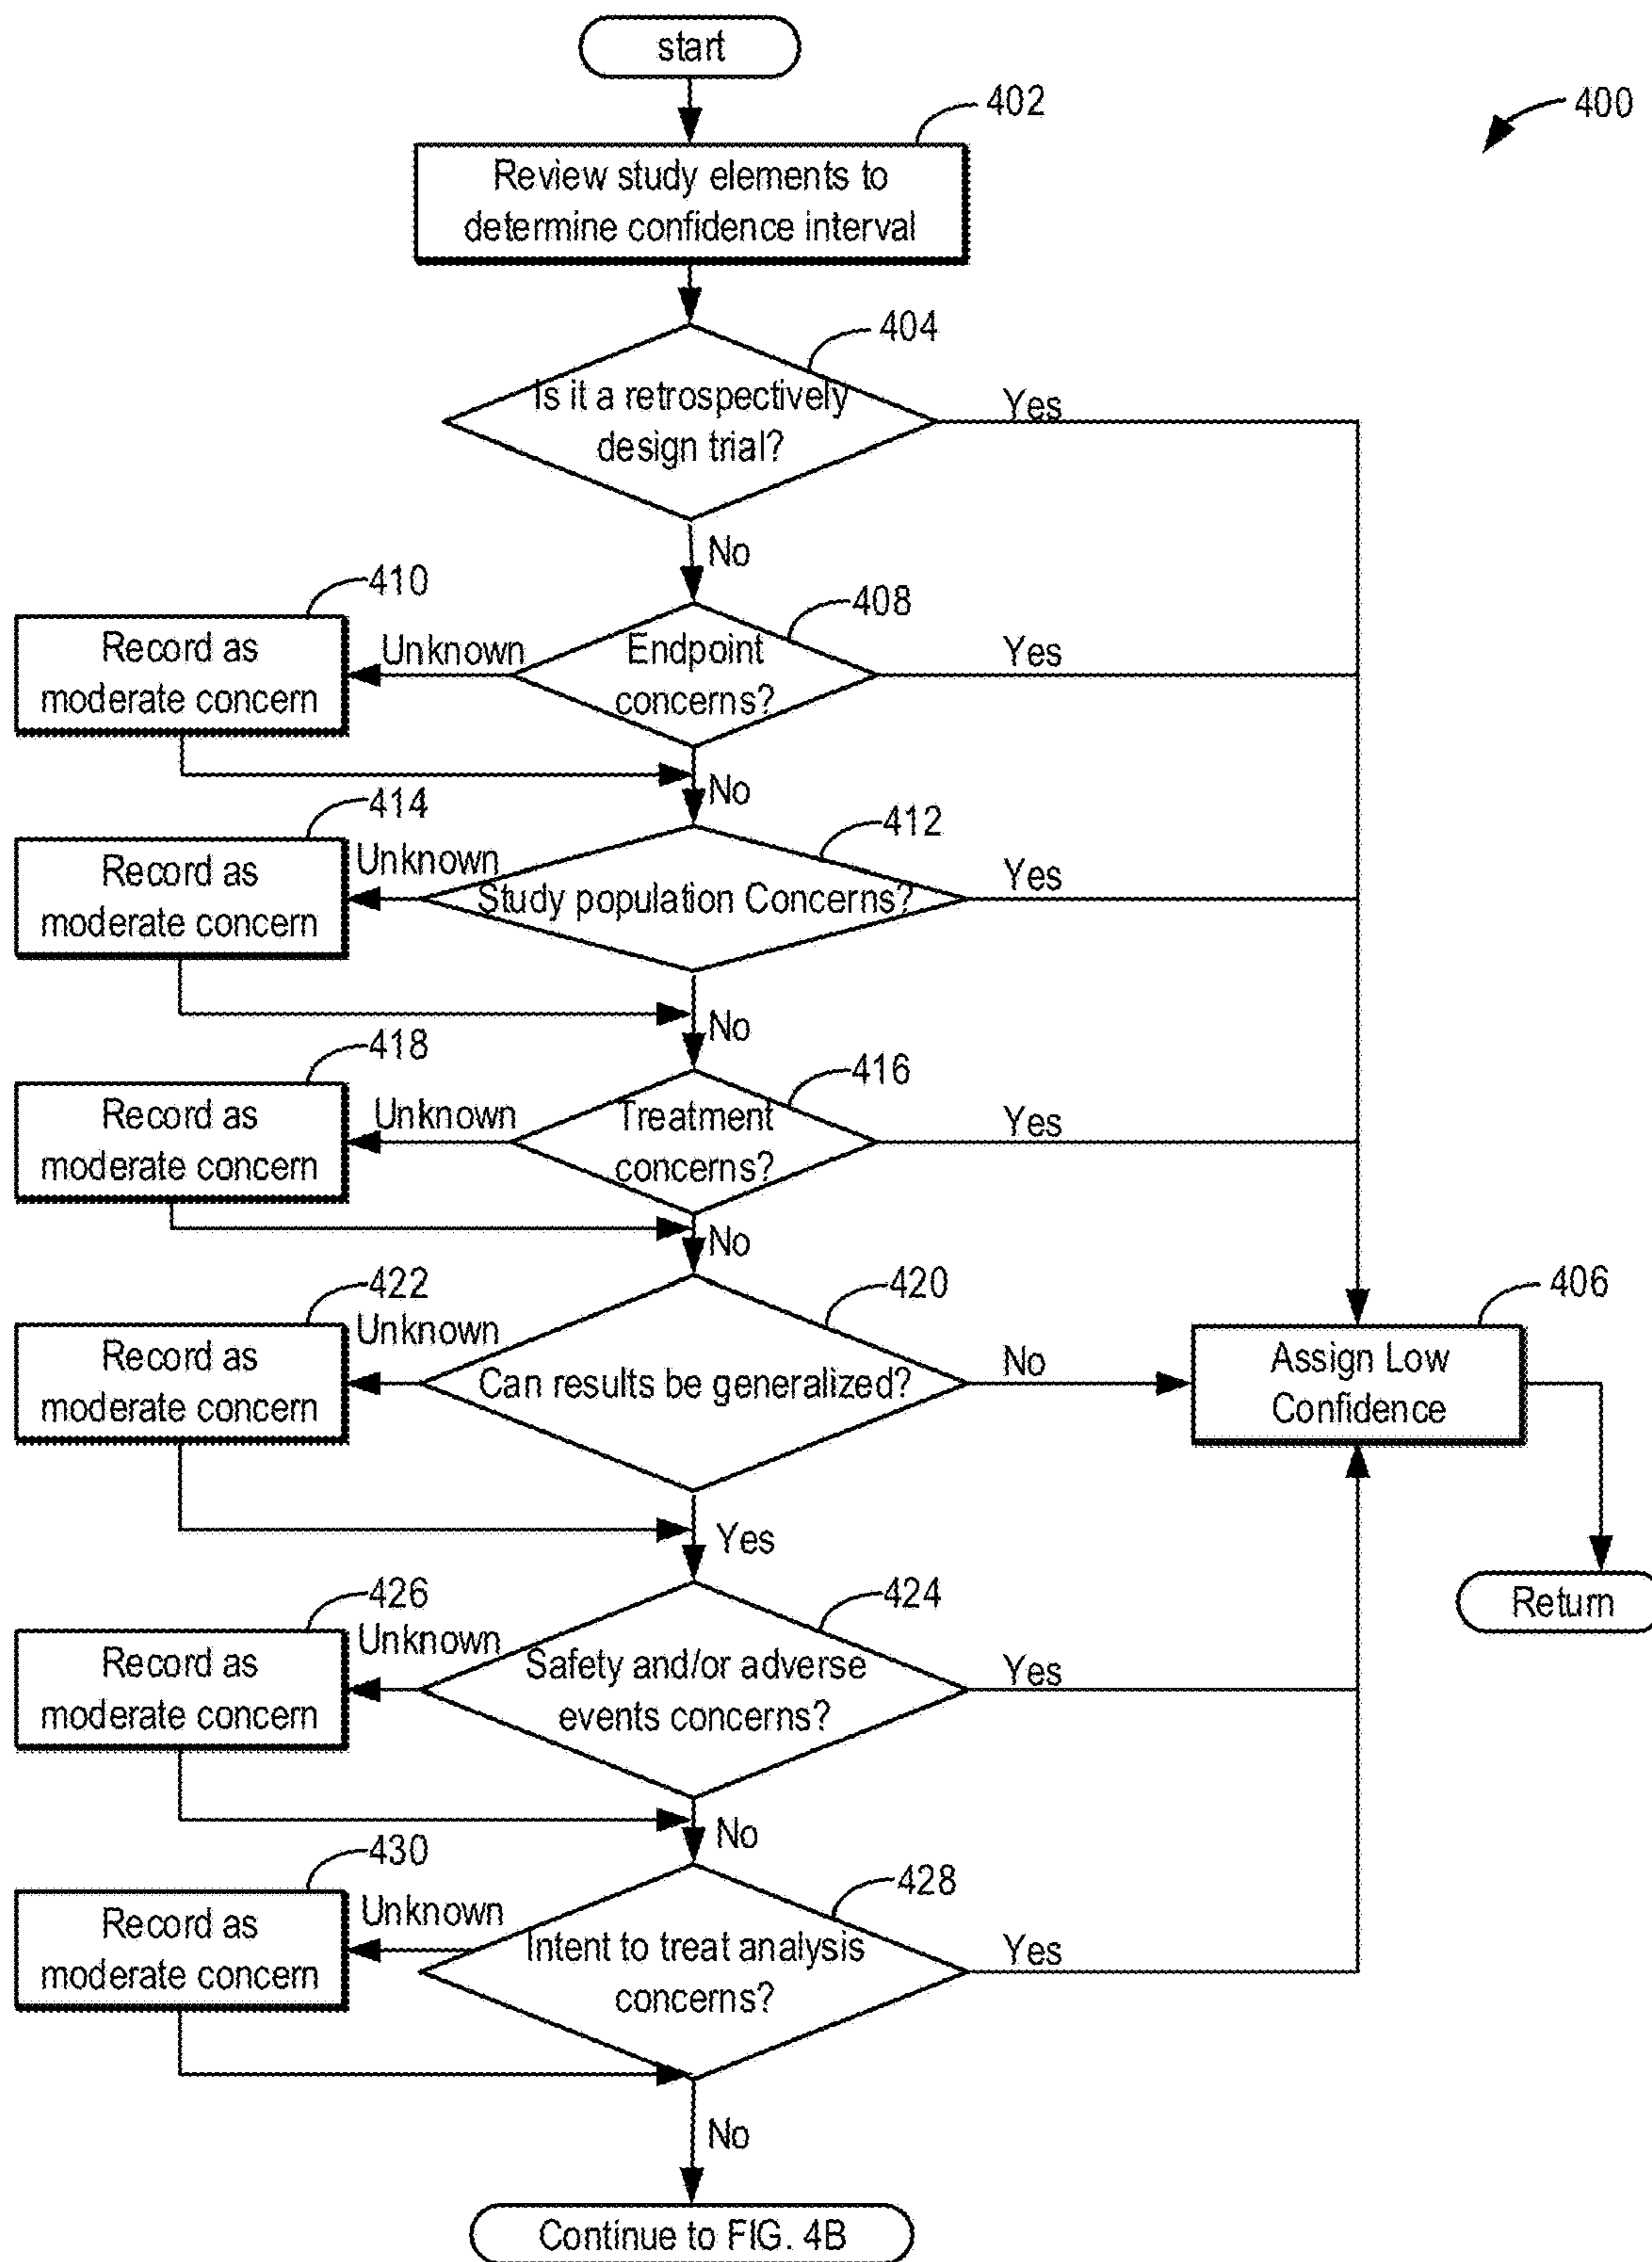 start
402
400
Review study elements to
determine confidence interval
404
Is it a retrospectively
design trial?
Yes
No
410
408
Record as
moderate concern
Unknown
Endpoint
concerns?
Yes
No
414
412
Record as
moderate concern
Unknown
Study population Concerns?
Yes
No
418
416
Record as
moderate concern
Unknown
Treatment
concerns?
Yes
No
422
420
406
Record as
moderate concern
Unknown
Can results be generalized?
No
Assign Low
Confidence
Yes
426
424
Return
Record as
moderate concern
Unknown
Safety and/or adverse
events concerns?
Yes
No
430
428
Record as
moderate concern
Unknown
Intent to treat analysis
concerns?
Yes
No
Continue to FIG. 4B